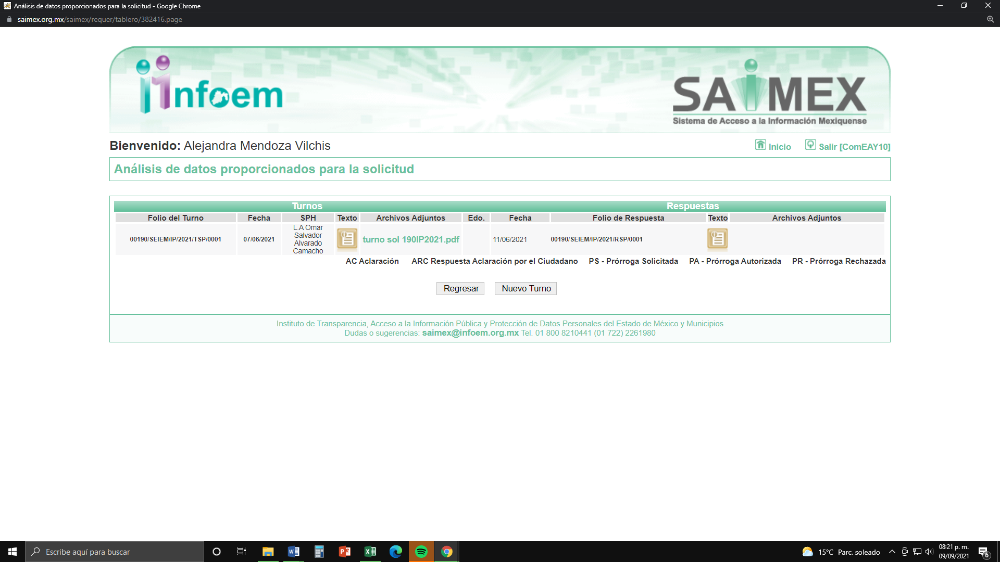 Análisis de datos proporcionados para la solicitud - Google Chrome
saimex.org.mx/saimex/requer/tablero/382416.page
infoem
SAIMEX
Sistema de Acceso a la Información Mexiquense
Bienvenido: Alejandra Mendoza Vilchis
Inicio Salir [ComEAY10]
Análisis de datos proporcionados para la solicitud
Turnos Respuestas
Folio del Turno Fecha SPH Texto Archivos Adjuntos Edo. Fecha Folio de Respuesta Texto Archivos Adjuntos
00190/SEIEM/IP/2021/TSP/0001 07/06/2021
L.A Omar
Salvador
Alvarado
Camacho
turno sol 190IP2021.pdf 11/06/2021 00190/SEIEM/IP/2021/RSP/0001
AC Aclaración ARC Respuesta Aclaración por el Ciudadano PS - Prórroga Solicitada PA - Prórroga Autorizada PR - Prórroga Rechazada
Regresar Nuevo Turno
Instituto de Transparencia, Acceso a la Información Pública y Protección de Datos Personales del Estado de México y Municipios
Dudas o sugerencias: saimex@infoem.org.mx Tel. 01 800 8210441 (01 722) 2261980
Escribe aquí para buscar
15°C Parc. soleado
08:21 p. m.
09/09/2021
6